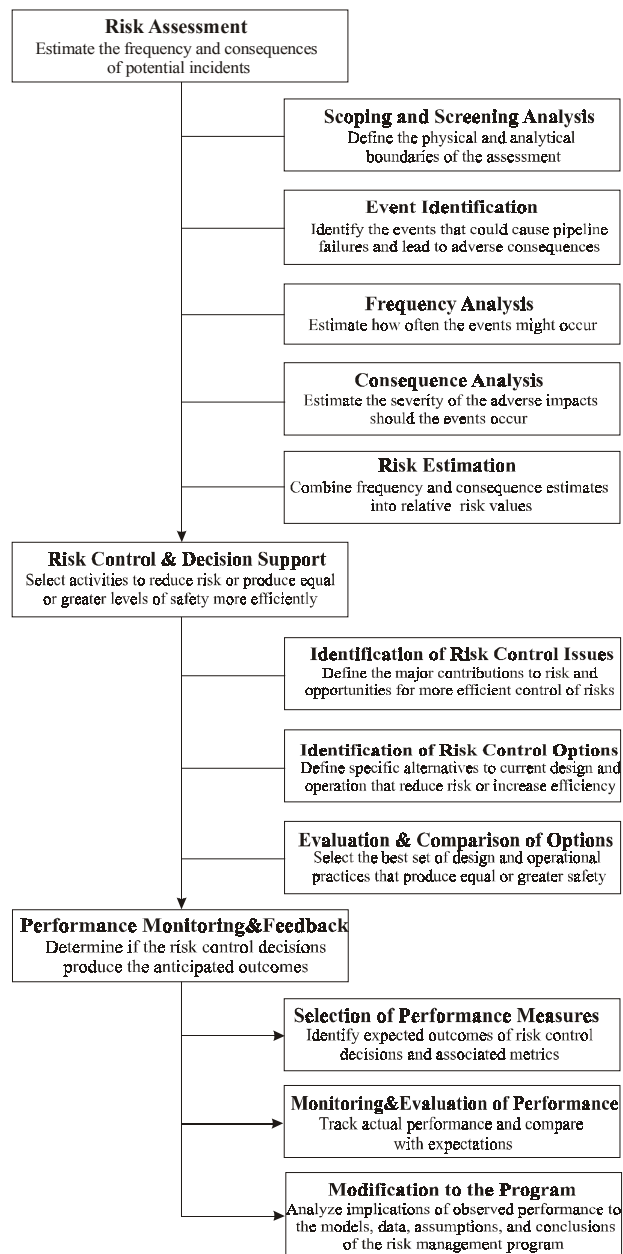 Risk Assessment
Estimate the frequency and consequences
of potential incidents
Scoping and Screening Analysis
Define the physical and analytical
boundaries of the assessment
Event Identification
Identify the events that could cause pipeline
failures and lead to adverse consequences
Frequency Analysis
Estimate how often the events might occur
Consequence Analysis
Estimate the severity of the adverse impacts
should the events occur
Risk Estimation
Combine frequency and consequence estimates
into relative risk values
Risk Control & Decision Support
Select activities to reduce risk or produce equal
or greater levels of safety more efficiently
Identification of Risk Control Issues
Define the major contributions to risk and
opportunities for more efficient control of risks
Identification of Risk Control Options
Define specific alternatives to current design and
operation that reduce risk or increase efficiency
Evaluation & Comparison of Options
Select the best set of design and operational
practices that produce equal or greater safety
Performance Monitoring&Feedback
Determine if the risk control decisions
produce the anticipated outcomes
Selection of Performance Measures
Identify expected outcomes of risk control
decisions and associated metrics
Monitoring&Evaluation of Performance
Track actual performance and compare
with expectations
Modification to the Program
Analyze implications of observed performance to
the models, data, assumptions, and conclusions
of the risk management program